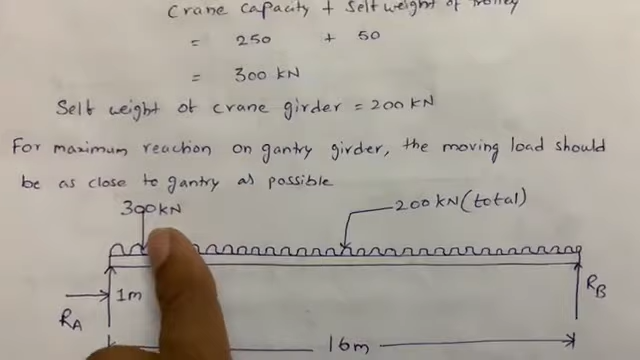 Crane capacity + Self weight of Trolley
= 250 + 50
= 300 KN
Self weight of crane girder = 200 KN
For maximum reaction on gantry girder, the moving load should
be as close to gantry as possible
300KN
200 KN (total)
1m
RA
RB
16m